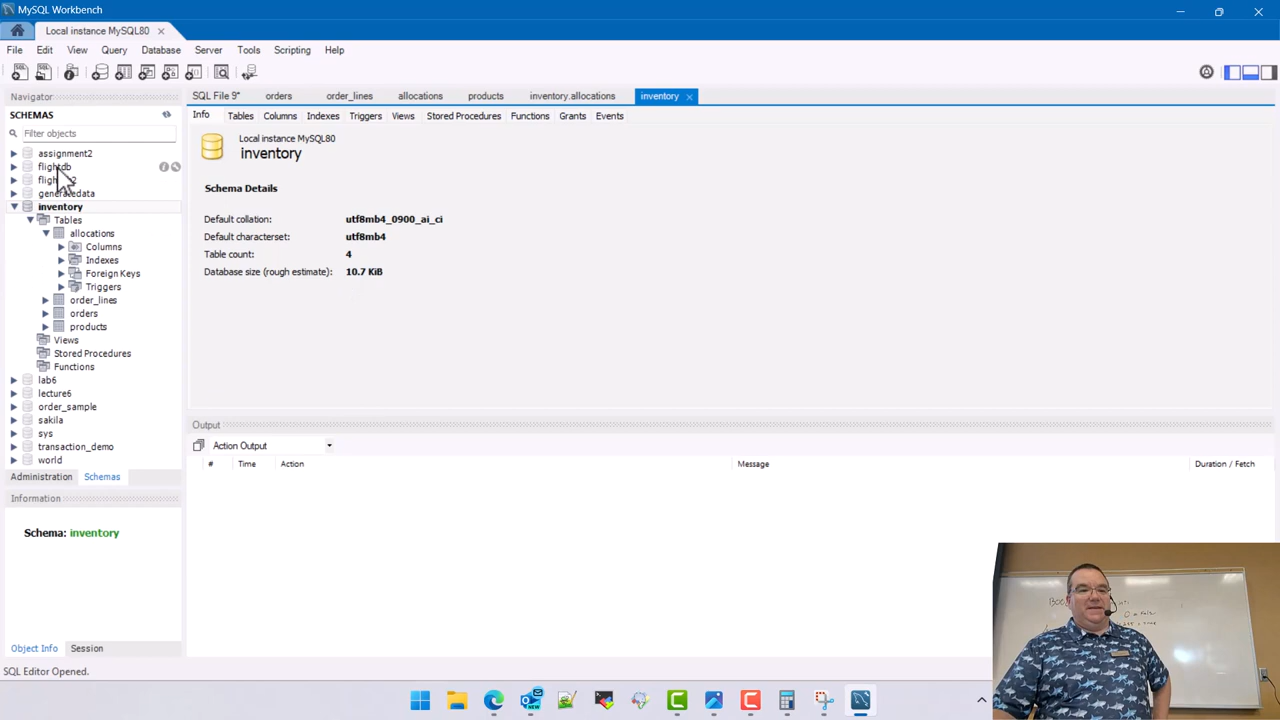 MySQL Workbench
Local instance MySQL80
File Edit View Query Database Server Tools Scripting Help
Navigator
SCHEMAS
Filter objects
assignment2
flightdb
generatedata
inventory
Tables
allocations
Columns
Indexes
Foreign Keys
Triggers
order_lines
orders
products
Views
Stored Procedures
Functions
lab6
lecture6
order_sample
sakila
sys
transaction_demo
world
Administration Schemas
Information
Schema: inventory
Object Info Session
SQL Editor Opened.
SQL File 9* orders order_lines allocations products inventory.allocations inventory
Info Tables Columns Indexes Triggers Views Stored Procedures Functions Grants Events
Local instance MySQL80
inventory
Schema Details
Default collation: utf8mb4_0900_ai_ci
Default characterset: utf8mb4
Table count: 4
Database size (rough estimate): 10.7 KiB
Output
Action Output
# Time Action Message Duration / Fetch